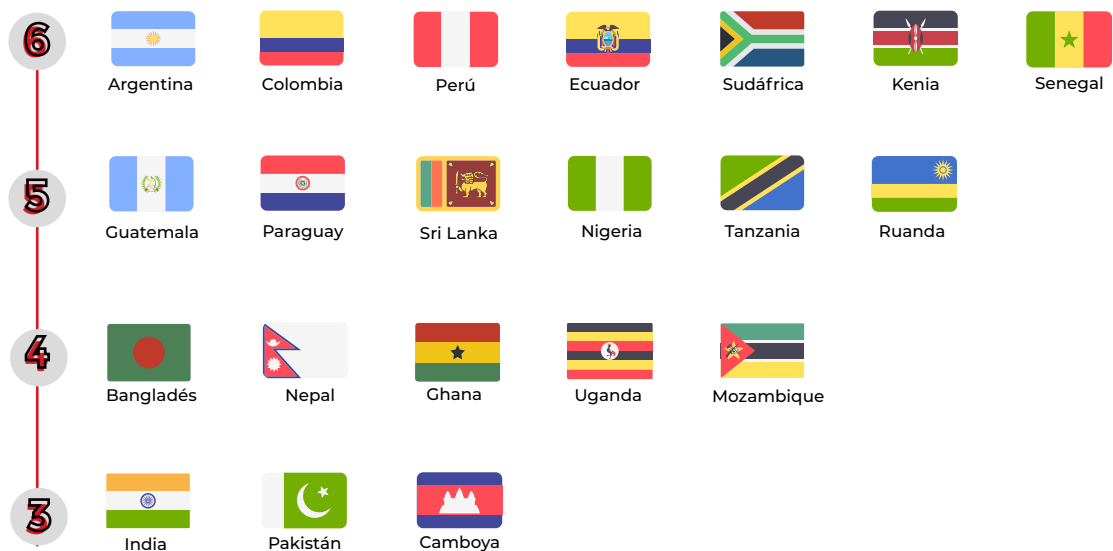 6
Argentina Colombia Perú Ecuador Sudáfrica Kenia Senegal
5
Guatemala Paraguay Sri Lanka Nigeria Tanzania Ruanda
4
Bangladés Nepal Ghana Uganda Mozambique
3
India Pakistán Camboya